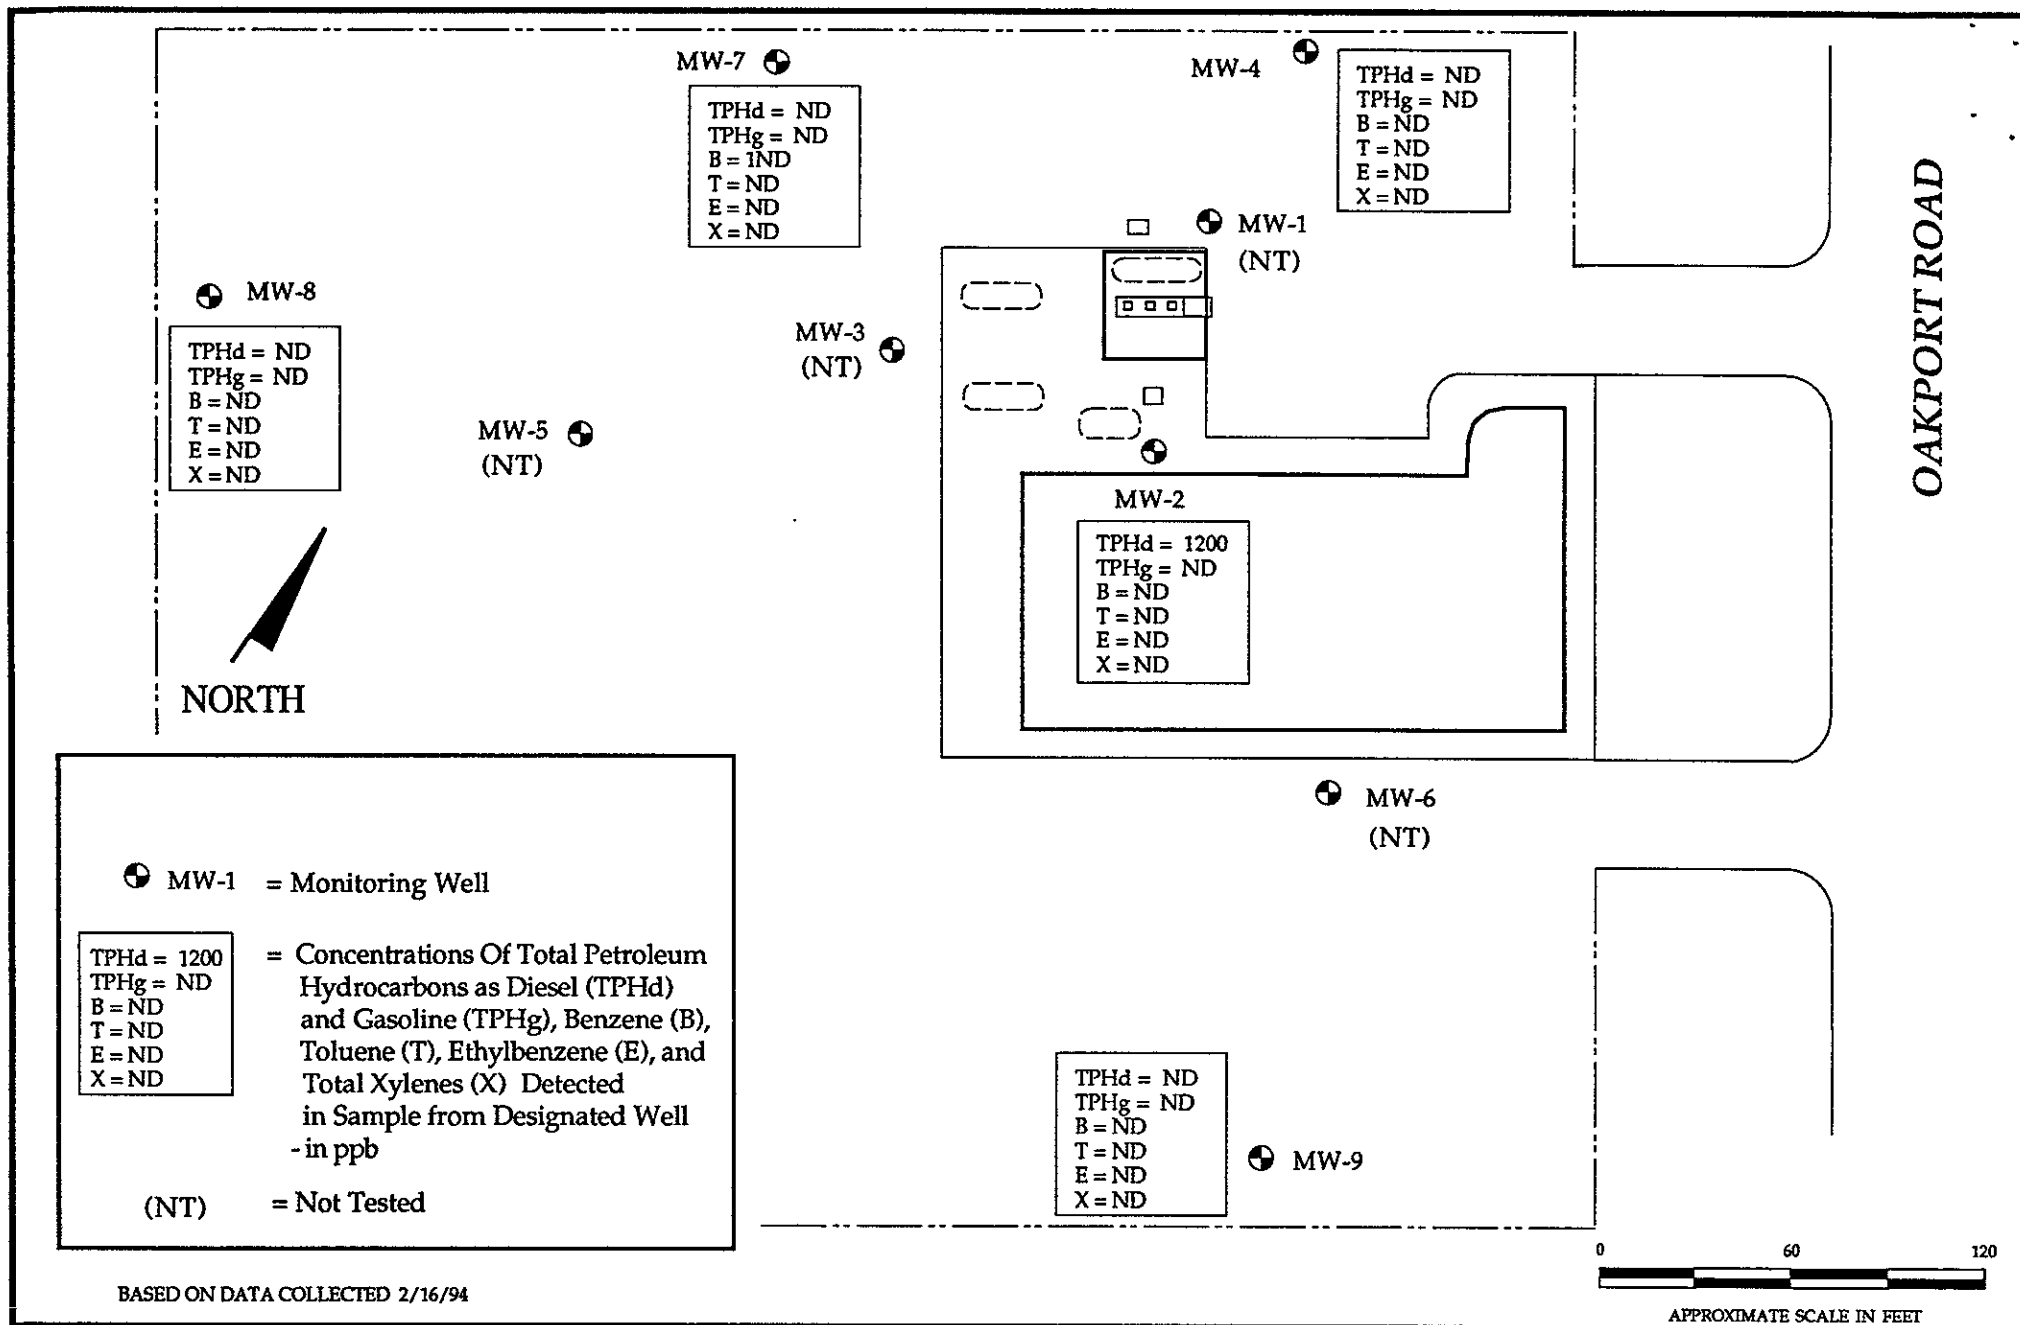 MW-7
TPHd = ND
TPHg = ND
B = 1ND
T = ND
E = ND
X = ND
MW-4
TPHd = ND
TPHg = ND
B = ND
T = ND
E = ND
X = ND
MW-1
(NT)
OAKPORT ROAD
MW-8
TPHd = ND
TPHg = ND
B = ND
T = ND
E = ND
X = ND
MW-3
(NT)
MW-5
(NT)
MW-2
TPHd = 1200
TPHg = ND
B = ND
T = ND
E = ND
X = ND
NORTH
MW-6
(NT)
MW-1 = Monitoring Well
TPHd = 1200
TPHg = ND
B = ND
T = ND
E = ND
X = ND
= Concentrations Of Total Petroleum
Hydrocarbons as Diesel (TPHd)
and Gasoline (TPHg), Benzene (B),
Toluene (T), Ethylbenzene (E), and
Total Xylenes (X) Detected
in Sample from Designated Well
- in ppb
(NT) = Not Tested
TPHd = ND
TPHg = ND
B = ND
T = ND
E = ND
X = ND
MW-9
BASED ON DATA COLLECTED 2/16/94
0 60 120
APPROXIMATE SCALE IN FEET